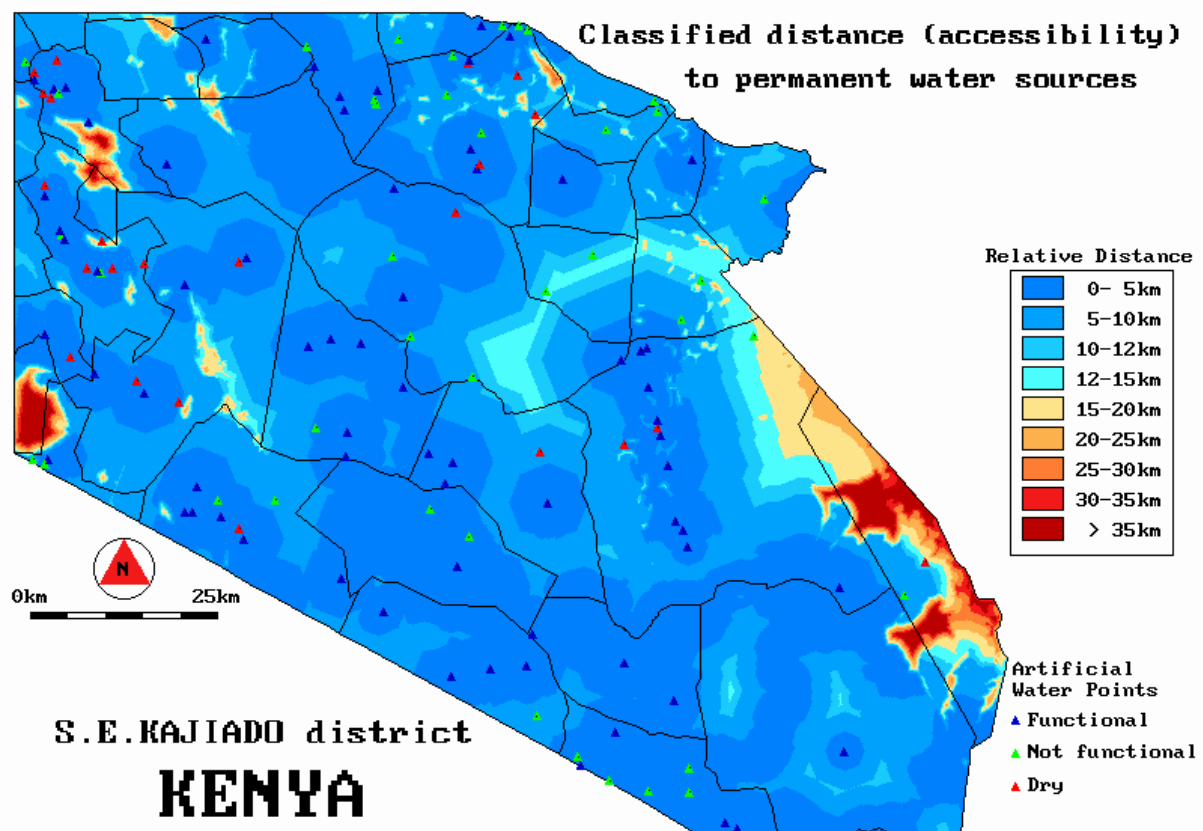 Classified distance (accessibility)
to permanent water sources
Relative Distance
0- 5km
5-10km
10-12km
12-15km
15-20km
20-25km
25-30km
30-35km
> 35km
N
0km 25km
Artificial
Water Points
Functional
Not functional
Dry
S.E.KAJIADO district
KENYA